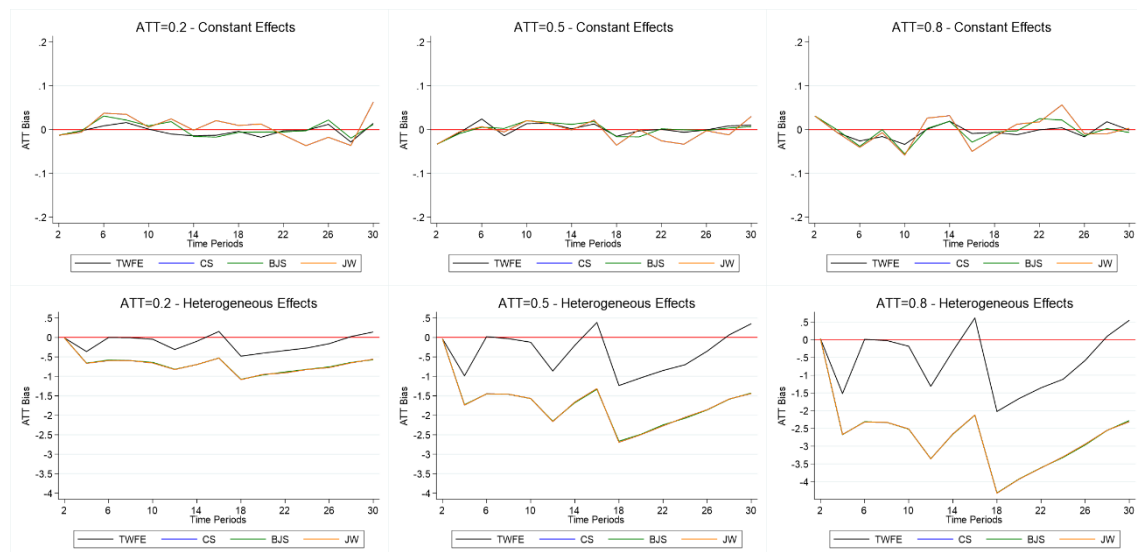 ATT=0.2 - Constant Effects
.2
.1
0
-.1
-.2
ATT Bias
2 6 10 14 18 22 26 30
Time Periods
TWFE CS BJS JW
ATT=0.5 - Constant Effects
.2
.1
0
-.1
-.2
ATT Bias
2 6 10 14 18 22 26 30
Time Periods
TWFE CS BJS JW
ATT=0.8 - Constant Effects
.2
.1
0
-.1
-.2
ATT Bias
2 6 10 14 18 22 26 30
Time Periods
TWFE CS BJS JW
ATT=0.2 - Heterogeneous Effects
.5
0
-.5
-1
-1.5
-2
-2.5
-3
-3.5
-4
ATT Bias
2 6 10 14 18 22 26 30
Time Periods
TWFE CS BJS JW
ATT=0.5 - Heterogeneous Effects
.5
0
-.5
-1
-1.5
-2
-2.5
-3
-3.5
-4
ATT Bias
2 6 10 14 18 22 26 30
Time Periods
TWFE CS BJS JW
ATT=0.8 - Heterogeneous Effects
.5
0
-.5
-1
-1.5
-2
-2.5
-3
-3.5
-4
ATT Bias
2 6 10 14 18 22 26 30
Time Periods
TWFE CS BJS JW